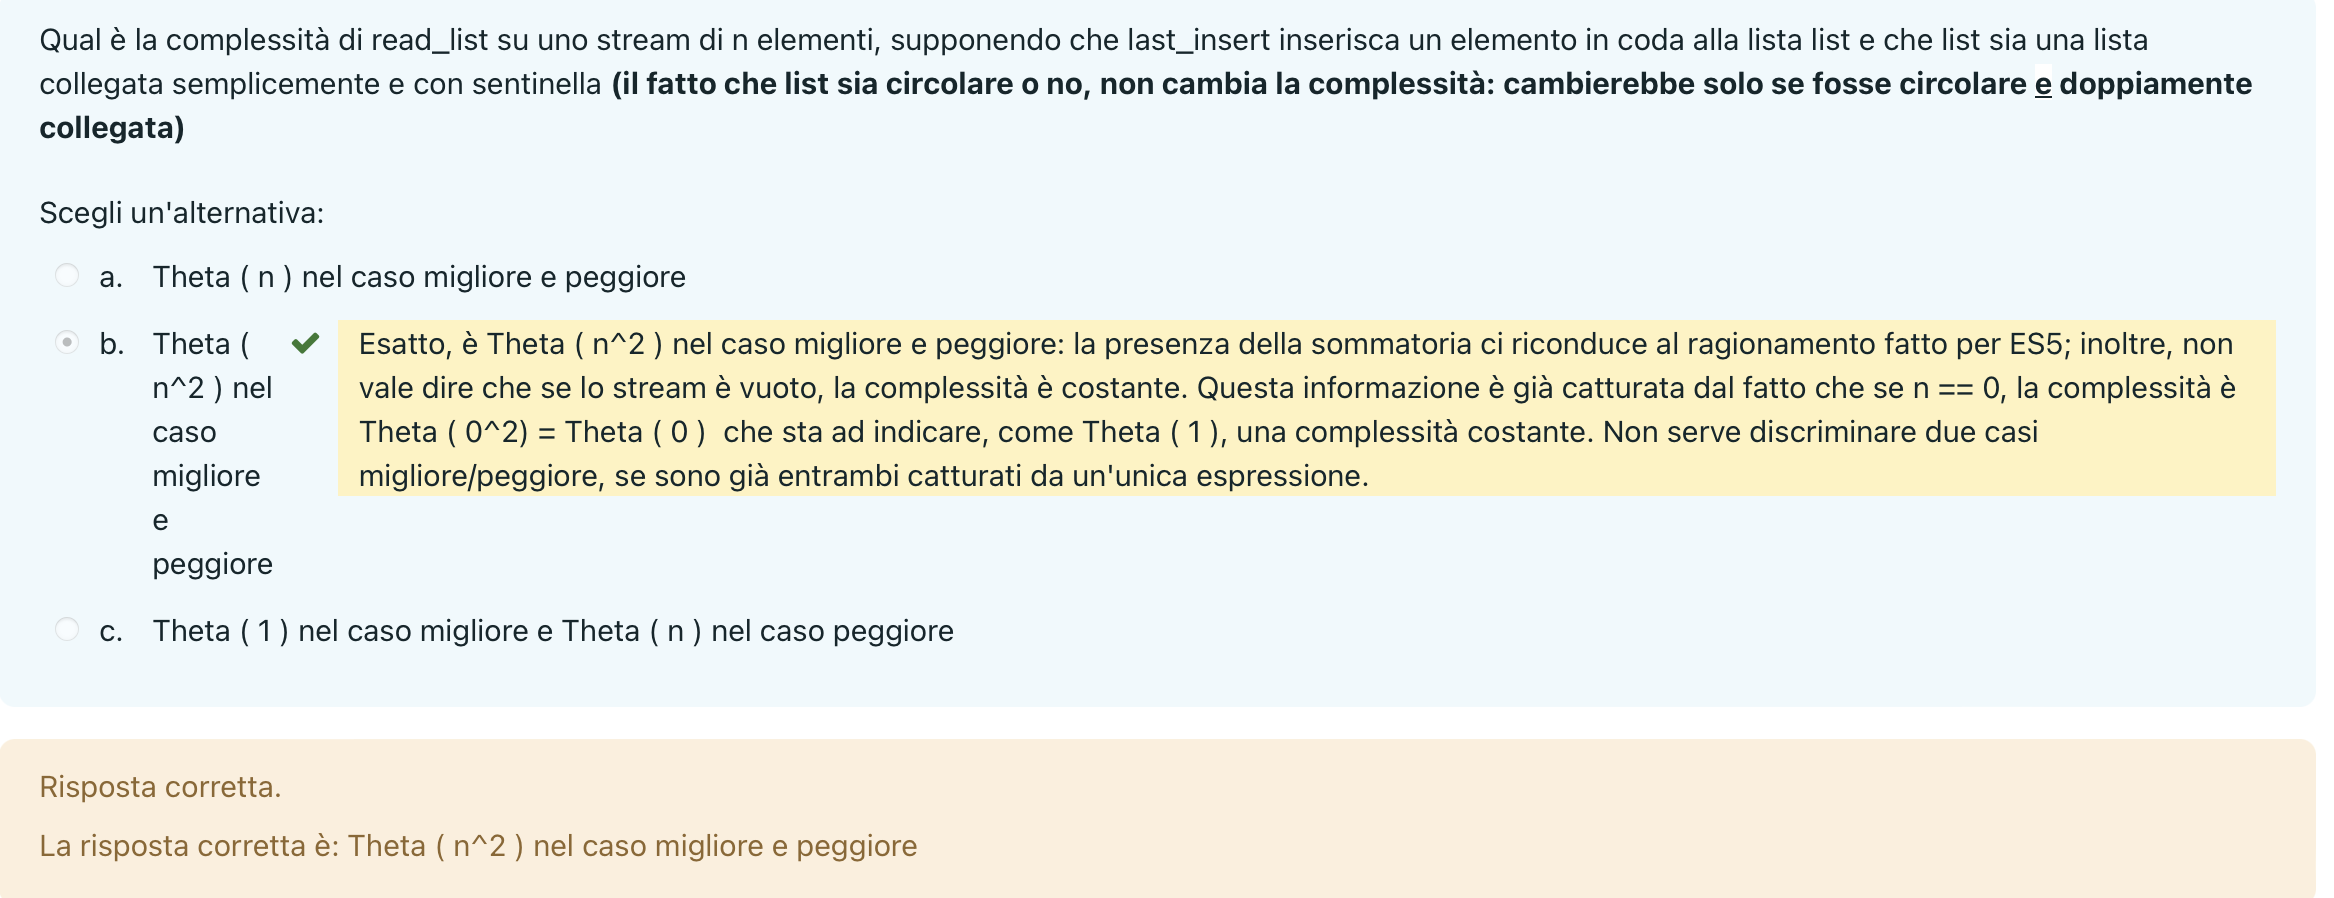 Qual è la complessità di read_list su uno stream di n elementi, supponendo che last_insert inserisca un elemento in coda alla lista list e che list sia una lista
collegata semplicemente e con sentinella (il fatto che list sia circolare o no, non cambia la complessità: cambierebbe solo se fosse circolare e doppiamente
collegata)
Scegli un'alternativa:
a. Theta ( n ) nel caso migliore e peggiore
b. Theta (
n^2 ) nel
caso
migliore
e
peggiore
Esatto, è Theta ( n^2 ) nel caso migliore e peggiore: la presenza della sommatoria ci riconduce al ragionamento fatto per ES5; inoltre, non
vale dire che se lo stream è vuoto, la complessità è costante. Questa informazione è già catturata dal fatto che se n == 0, la complessità è
Theta ( 0^2) = Theta ( 0 )  che sta ad indicare, come Theta ( 1 ), una complessità costante. Non serve discriminare due casi
migliore/peggiore, se sono già entrambi catturati da un'unica espressione.
c. Theta ( 1 ) nel caso migliore e Theta ( n ) nel caso peggiore
Risposta corretta.
La risposta corretta è: Theta ( n^2 ) nel caso migliore e peggiore